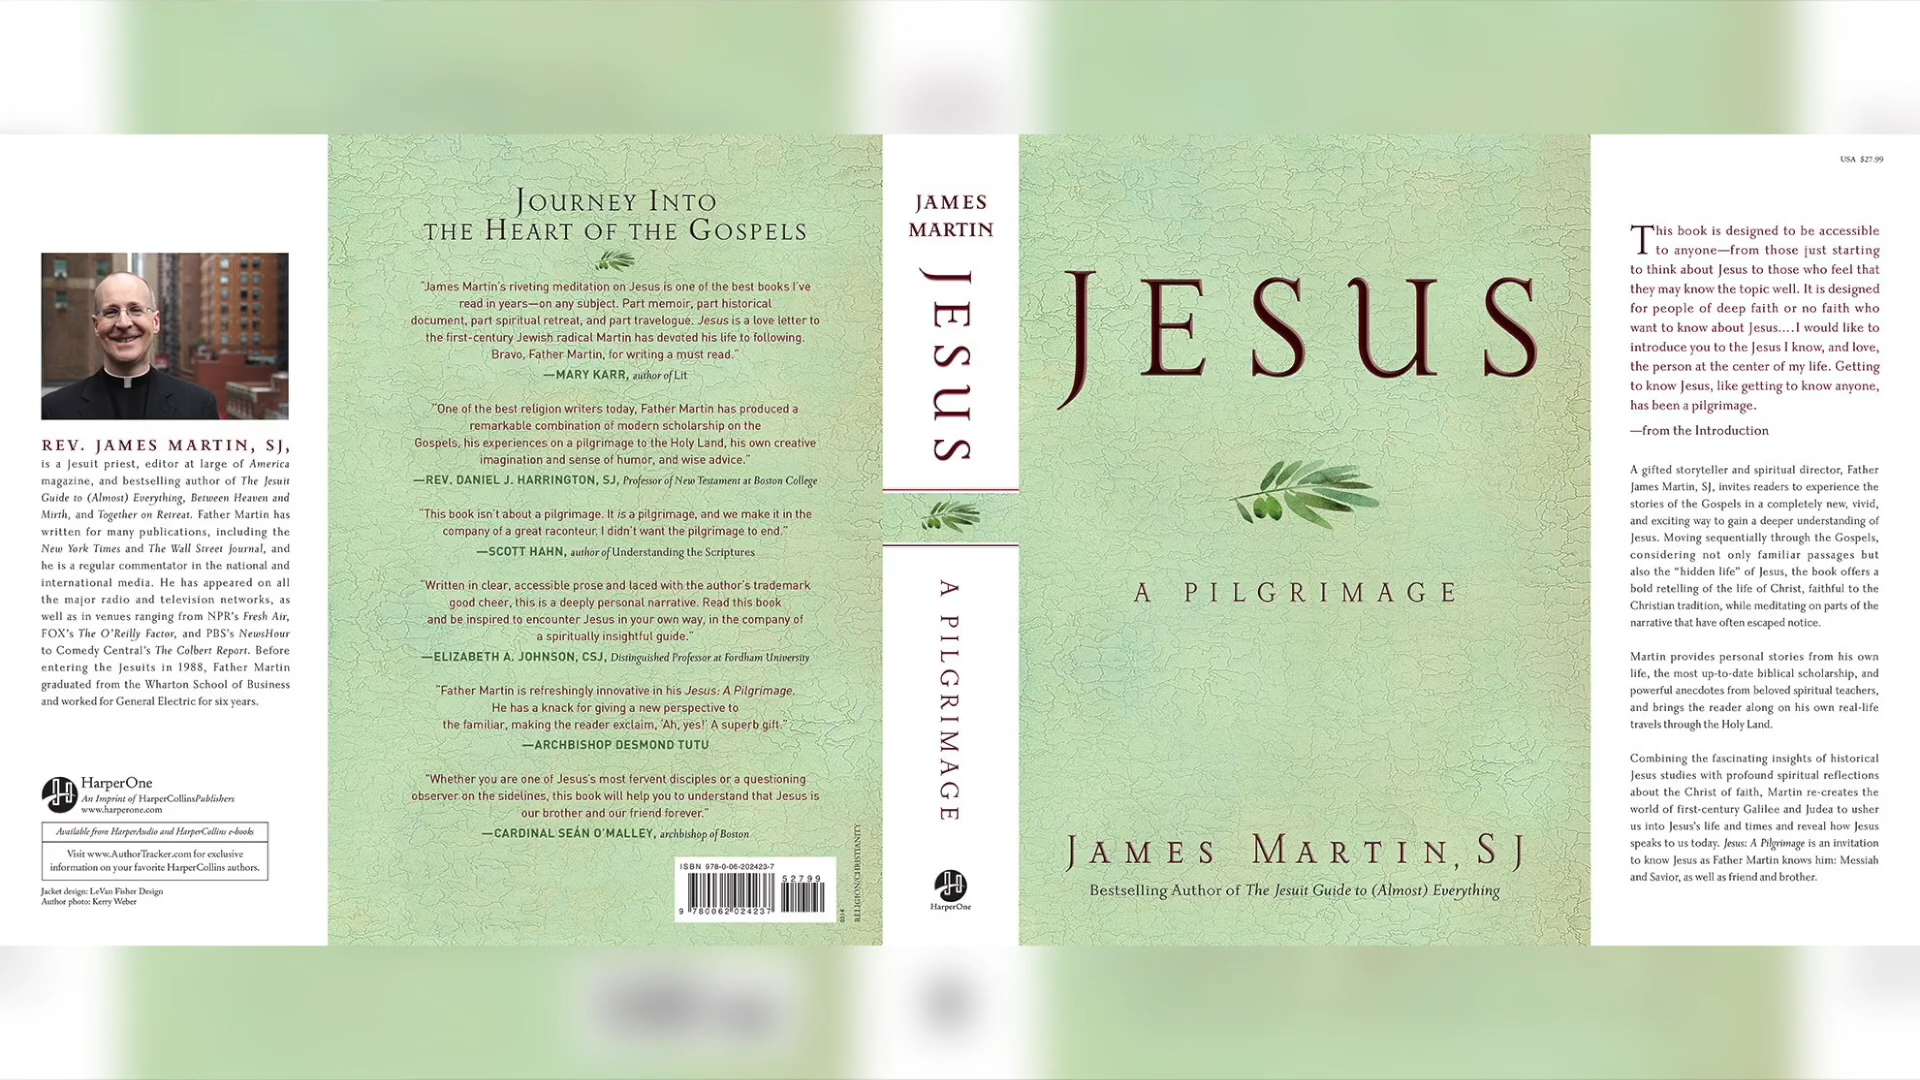 REV. JAMES MARTIN, SJ,
is a Jesuit priest, editor at large of America
magazine, and bestselling author of The Jesuit
Guide to (Almost) Everything, Between Heaven and
Mirth, and Together on Retreat. Father Martin has
written for many publications, including the
New York Times and The Wall Street Journal, and
he is a regular commentator in the national and
international media. He has appeared on all
the major radio and television networks, as
well as in venues ranging from NPR's Fresh Air,
FOX's The O'Reilly Factor, and PBS's NewsHour
to Comedy Central's The Colbert Report. Before
entering the Jesuits in 1988, Father Martin
graduated from the Wharton School of Business
and worked for General Electric for six years.
HarperOne
An Imprint of HarperCollinsPublishers
www.harperone.com
Available from HarperAudio and HarperCollins e-books
Visit www.AuthorTracker.com for exclusive
information on your favorite HarperCollins authors.
Jacket design: LeVan Fisher Design
Author photo: Kerry Weber
JOURNEY INTO
THE HEART OF THE GOSPELS
"James Martin's riveting meditation on Jesus is one of the best books I've
read in years—on any subject. Part memoir, part historical
document, part spiritual retreat, and part travelogue. Jesus is a love letter to
the first-century Jewish radical Martin has devoted his life to following.
Bravo, Father Martin, for writing a must read."
—MARY KARR, author of Lit
"One of the best religion writers today, Father Martin has produced a
remarkable combination of modern scholarship on the
Gospels, his experiences on a pilgrimage to the Holy Land, his own creative
imagination and sense of humor, and wise advice."
—REV. DANIEL J. HARRINGTON, SJ, Professor of New Testament at Boston College
"This book isn't about a pilgrimage. It is a pilgrimage, and we make it in the
company of a great raconteur. I didn't want the pilgrimage to end."
—SCOTT HAHN, author of Understanding the Scriptures
"Written in clear, accessible prose and laced with the author's trademark
good cheer, this is a deeply personal narrative. Read this book
and be inspired to encounter Jesus in your own way, in the company of
a spiritually insightful guide."
—ELIZABETH A. JOHNSON, CSJ, Distinguished Professor at Fordham University
"Father Martin is refreshingly innovative in his Jesus: A Pilgrimage.
He has a knack for giving a new perspective to
the familiar, making the reader exclaim, 'Ah, yes!' A superb gift."
—ARCHBISHOP DESMOND TUTU
"Whether you are one of Jesus's most fervent disciples or a questioning
observer on the sidelines, this book will help you to understand that Jesus is
our brother and our friend forever."
—CARDINAL SEÁN O'MALLEY, archbishop of Boston
ISBN 978-0-06-202423-7
52799
9 780062 024237
0314
RELIGION/CHRISTIANITY
JAMES
MARTIN
JESUS
A PILGRIMAGE
HarperOne
JESUS
A PILGRIMAGE
JAMES MARTIN, SJ
Bestselling Author of The Jesuit Guide to (Almost) Everything
USA $27.99
This book is designed to be accessible
to anyone—from those just starting
to think about Jesus to those who feel that
they may know the topic well. It is designed
for people of deep faith or no faith who
want to know about Jesus....I would like to
introduce you to the Jesus I know, and love,
the person at the center of my life. Getting
to know Jesus, like getting to know anyone,
has been a pilgrimage.
—from the Introduction
A gifted storyteller and spiritual director, Father
James Martin, SJ, invites readers to experience the
stories of the Gospels in a completely new, vivid,
and exciting way to gain a deeper understanding of
Jesus. Moving sequentially through the Gospels,
considering not only familiar passages but
also the "hidden life" of Jesus, the book offers a
bold retelling of the life of Christ, faithful to the
Christian tradition, while meditating on parts of the
narrative that have often escaped notice.
Martin provides personal stories from his own
life, the most up-to-date biblical scholarship, and
powerful anecdotes from beloved spiritual teachers,
and brings the reader along on his own real-life
travels through the Holy Land.
Combining the fascinating insights of historical
Jesus studies with profound spiritual reflections
about the Christ of faith, Martin re-creates the
world of first-century Galilee and Judea to usher
us into Jesus's life and times and reveal how Jesus
speaks to us today. Jesus: A Pilgrimage is an invitation
to know Jesus as Father Martin knows him: Messiah
and Savior, as well as friend and brother.